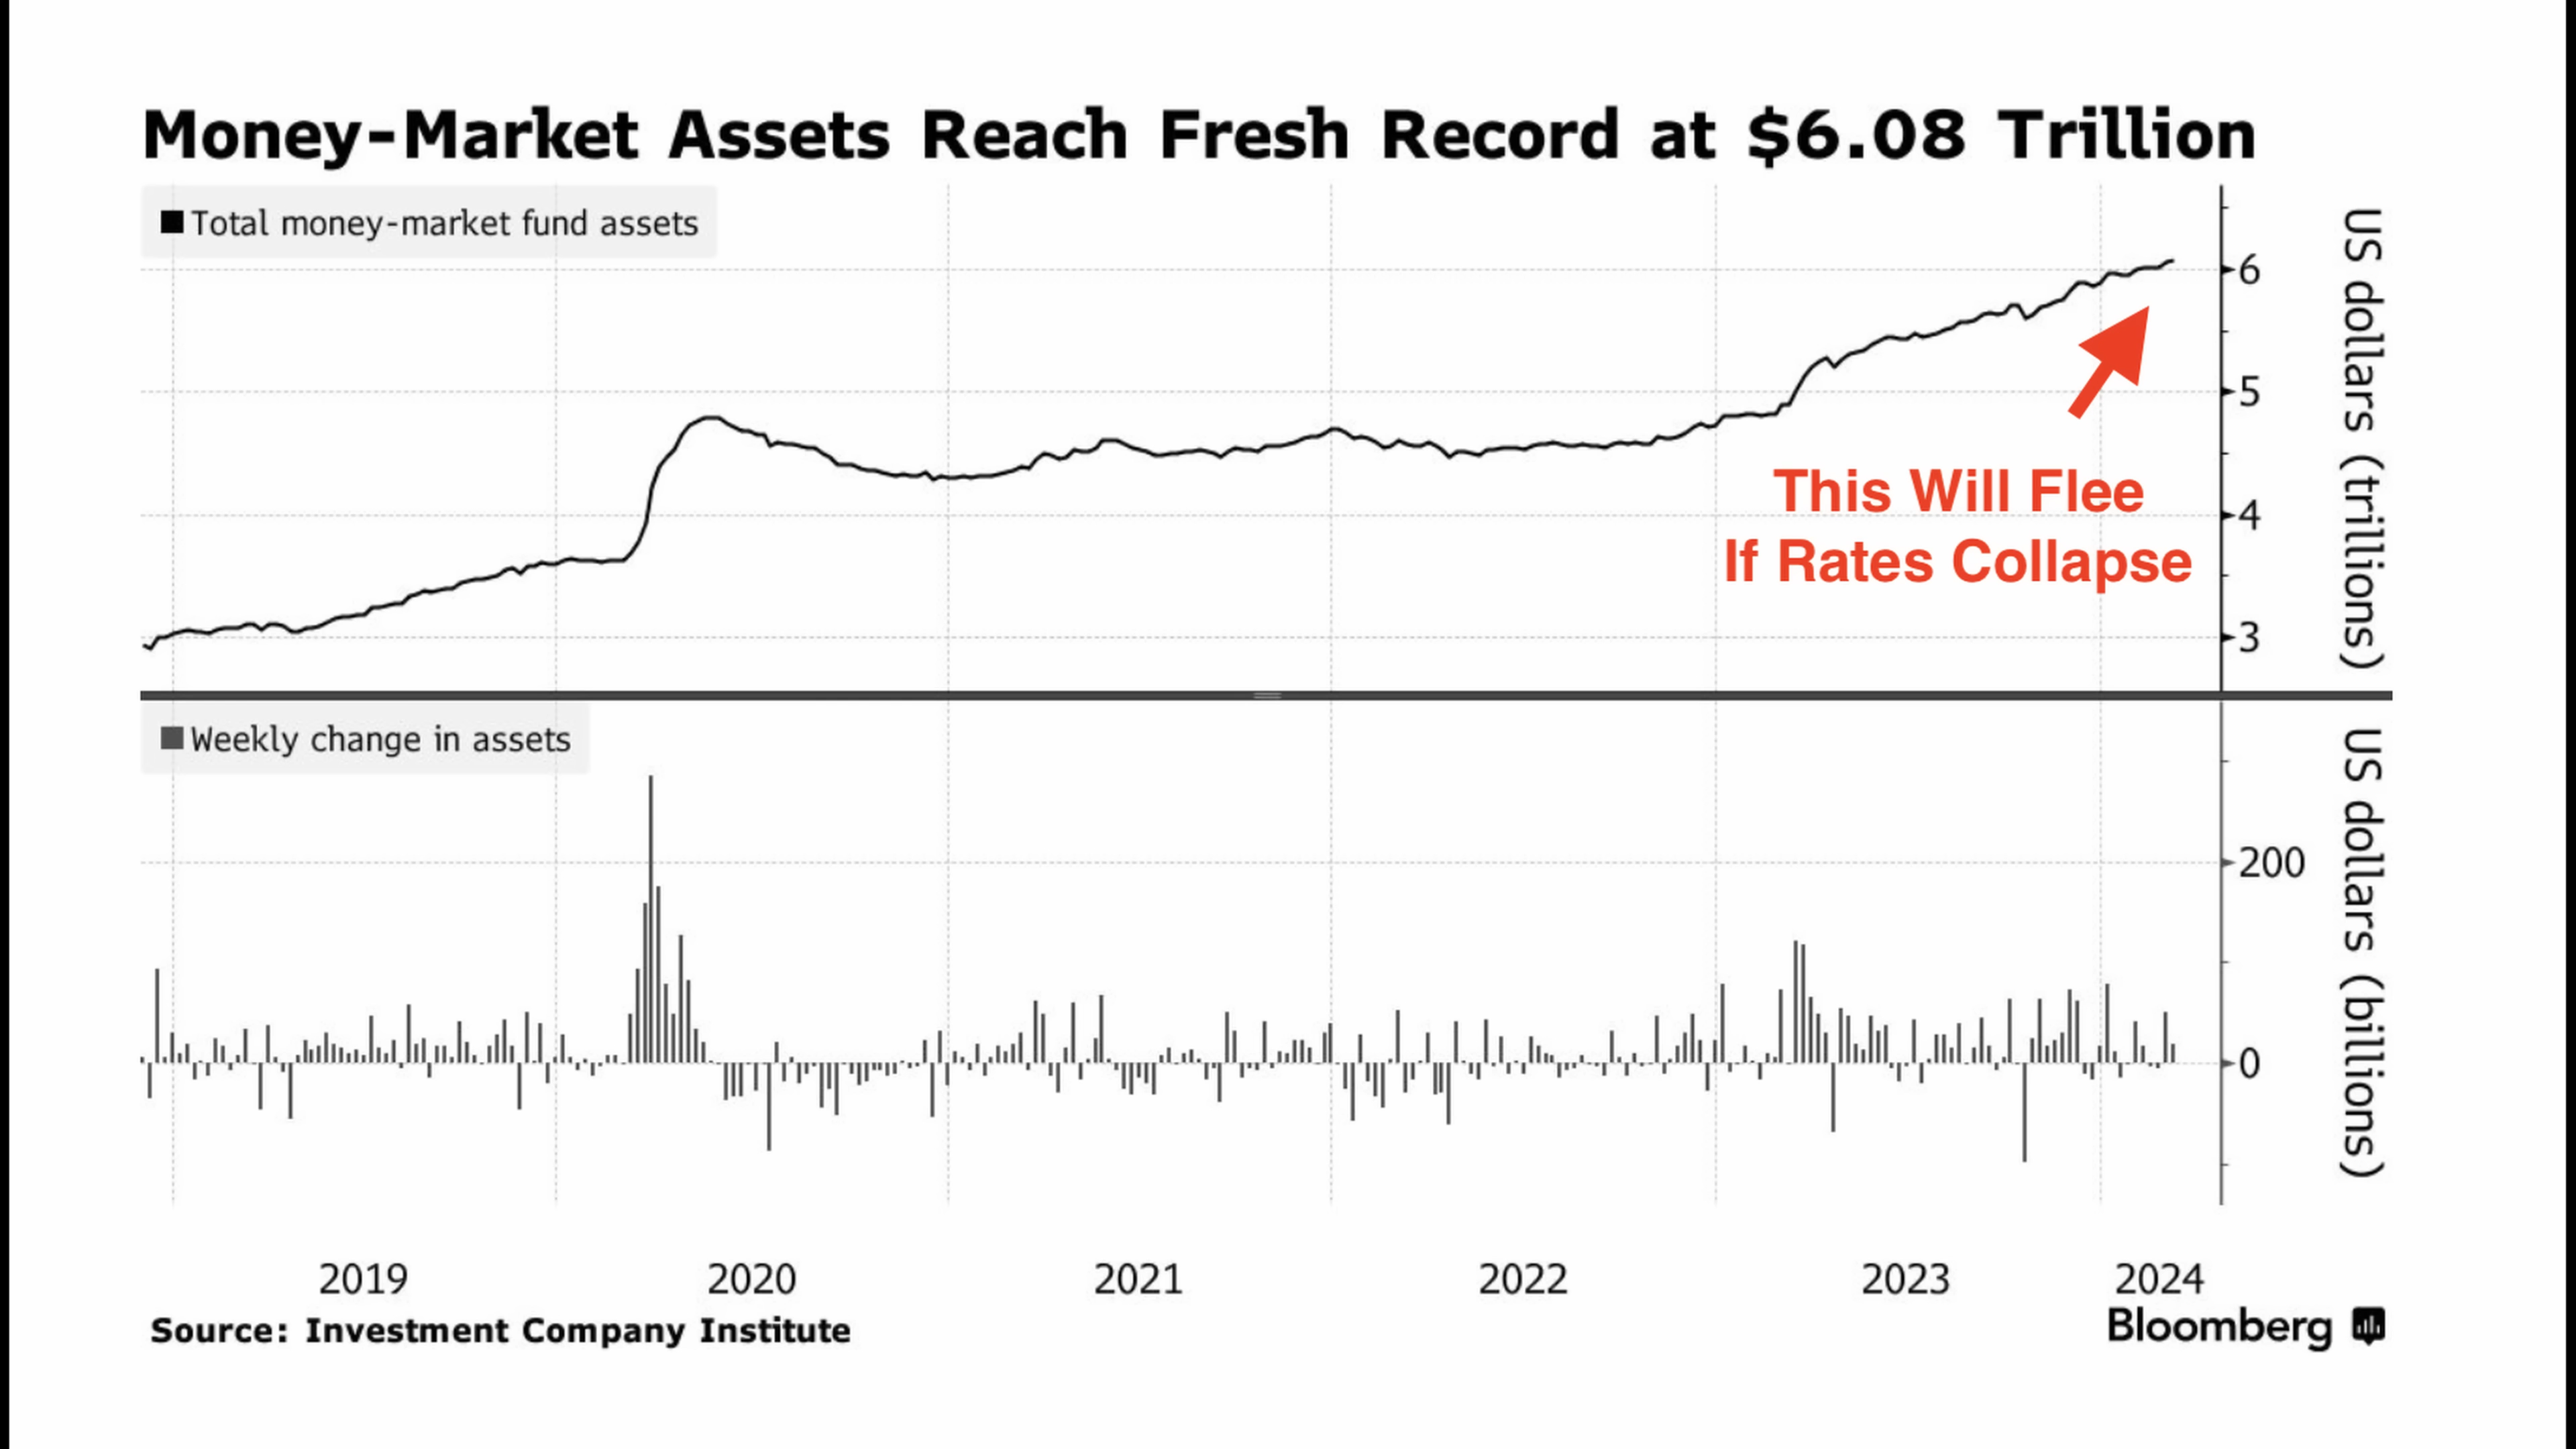 Money-Market Assets Reach Fresh Record at $6.08 Trillion
Total money-market fund assets
US dollars (trillions)
6
5
4
3
This Will Flee
If Rates Collapse
Weekly change in assets
US dollars (billions)
200
0
2019 2020 2021 2022 2023 2024
Source: Investment Company Institute
Bloomberg